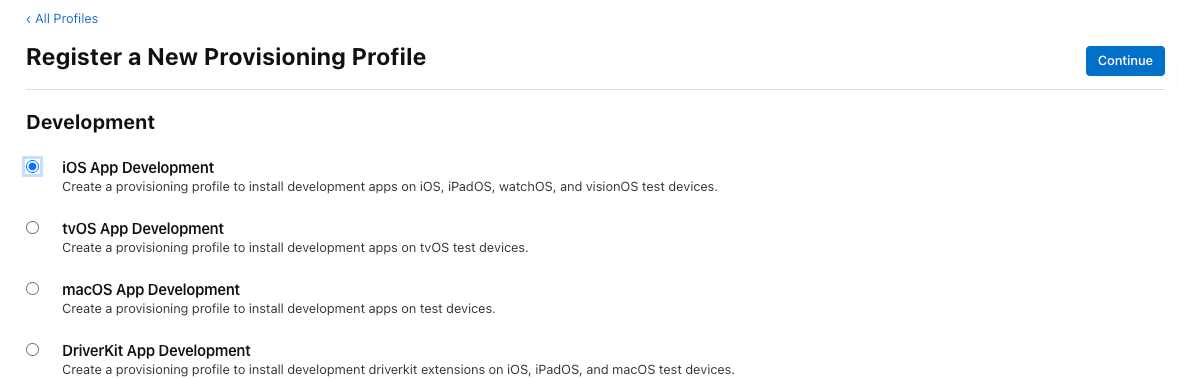 ‹ All Profiles
Register a New Provisioning Profile
Continue
Development
iOS App Development
Create a provisioning profile to install development apps on iOS, iPadOS, watchOS, and visionOS test devices.
tvOS App Development
Create a provisioning profile to install development apps on tvOS test devices.
macOS App Development
Create a provisioning profile to install development apps on test devices.
DriverKit App Development
Create a provisioning profile to install development driverkit extensions on iOS, iPadOS, and macOS test devices.